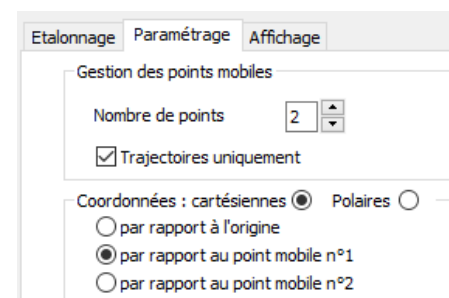 Etalonnage Paramétrage Affichage
Gestion des points mobiles
Nombre de points 2
Trajectoires uniquement
Coordonnées : cartésiennes Polaires
par rapport à l'origine
par rapport au point mobile n°1
par rapport au point mobile n°2